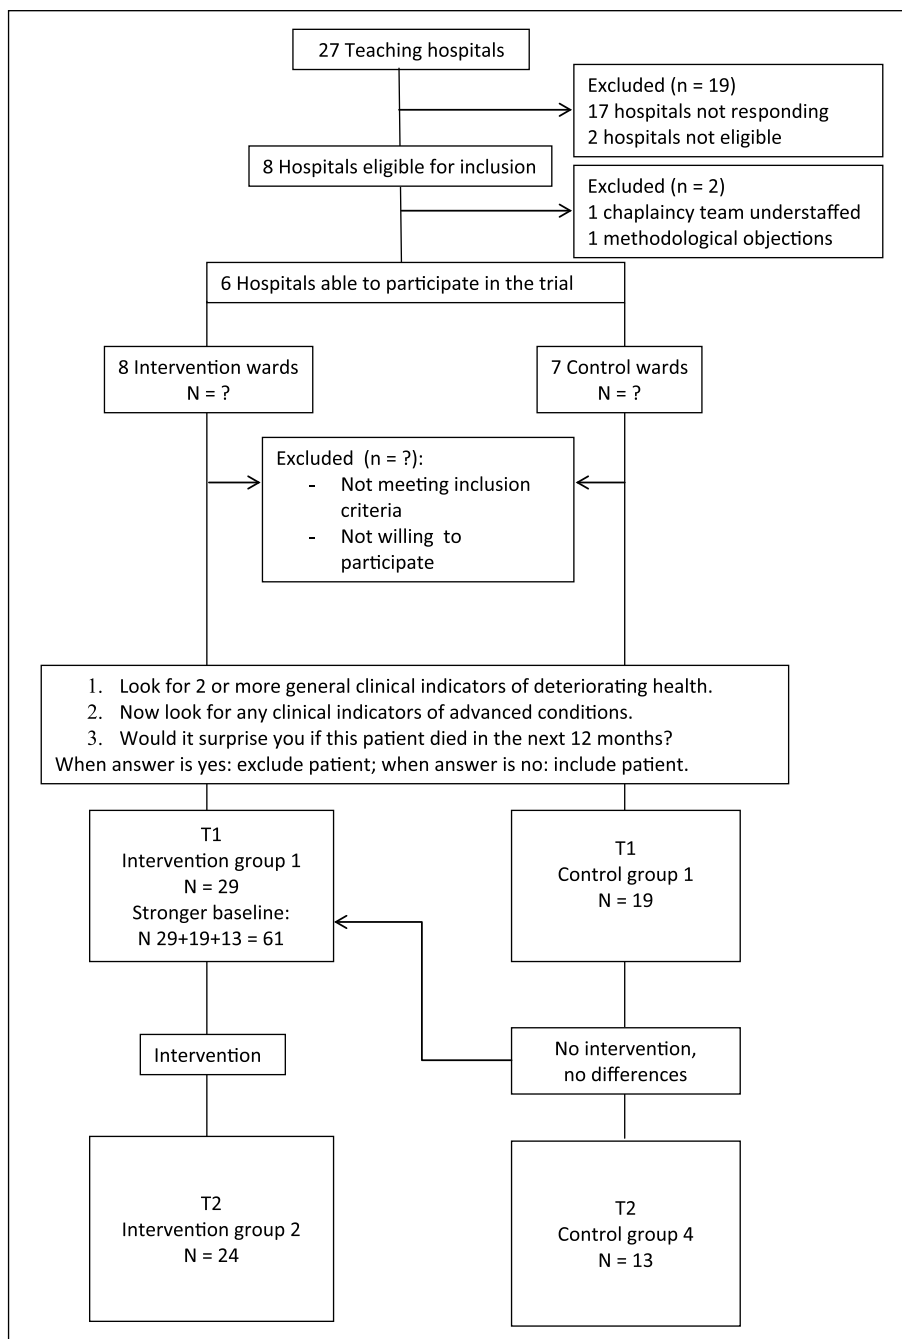 27 Teaching hospitals
Excluded (n = 19)
17 hospitals not responding
2 hospitals not eligible
8 Hospitals eligible for inclusion
Excluded (n = 2)
1 chaplaincy team understaffed
1 methodological objections
6 Hospitals able to participate in the trial
8 Intervention wards
N = ?
7 Control wards
N = ?
Excluded (n = ?):
- Not meeting inclusion
criteria
- Not willing to
participate
1. Look for 2 or more general clinical indicators of deteriorating health.
2. Now look for any clinical indicators of advanced conditions.
3. Would it surprise you if this patient died in the next 12 months?
When answer is yes: exclude patient; when answer is no: include patient.
T1
Intervention group 1
N = 29
Stronger baseline:
N 29+19+13 = 61
T1
Control group 1
N = 19
Intervention
No intervention,
no differences
T2
Intervention group 2
N = 24
T2
Control group 4
N = 13